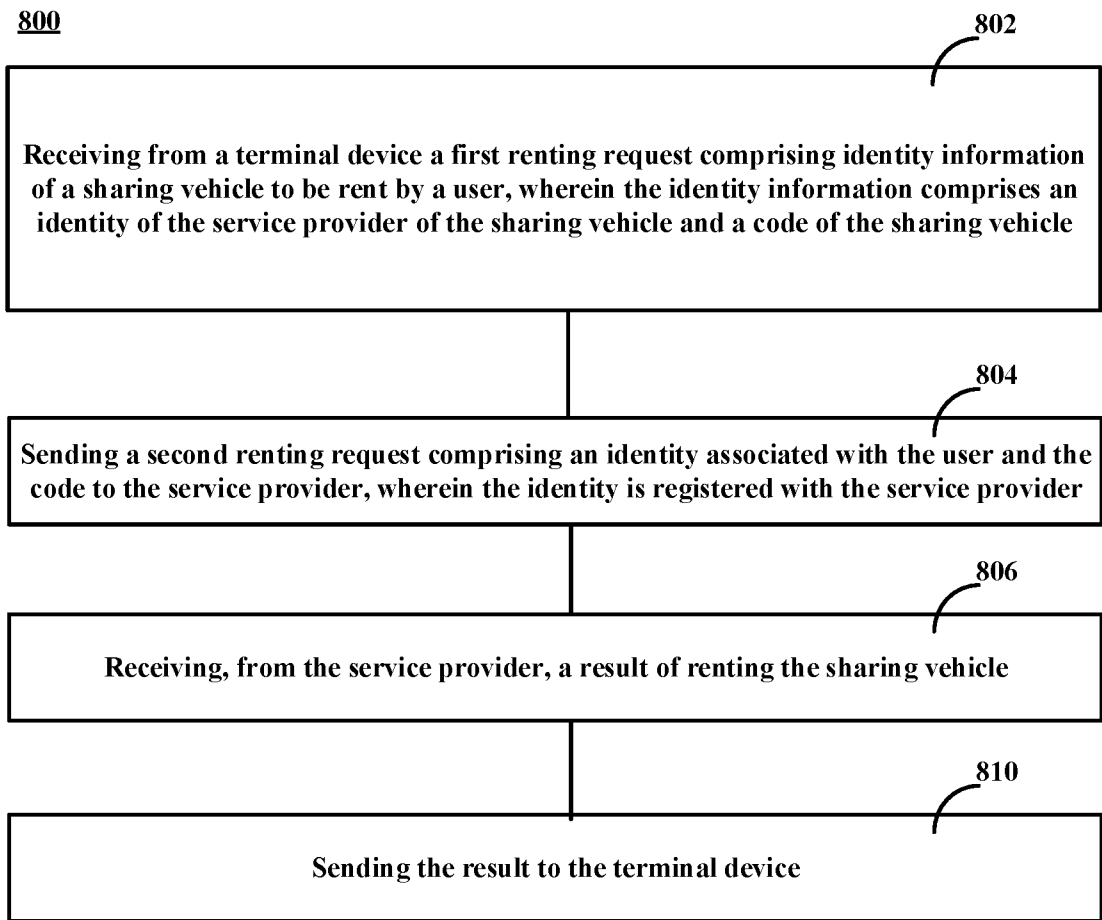 800
802
Receiving from a terminal device a first renting request comprising identity information
of a sharing vehicle to be rent by a user, wherein the identity information comprises an
identity of the service provider of the sharing vehicle and a code of the sharing vehicle
804
Sending a second renting request comprising an identity associated with the user and the
code to the service provider, wherein the identity is registered with the service provider
806
Receiving, from the service provider, a result of renting the sharing vehicle
810
Sending the result to the terminal device